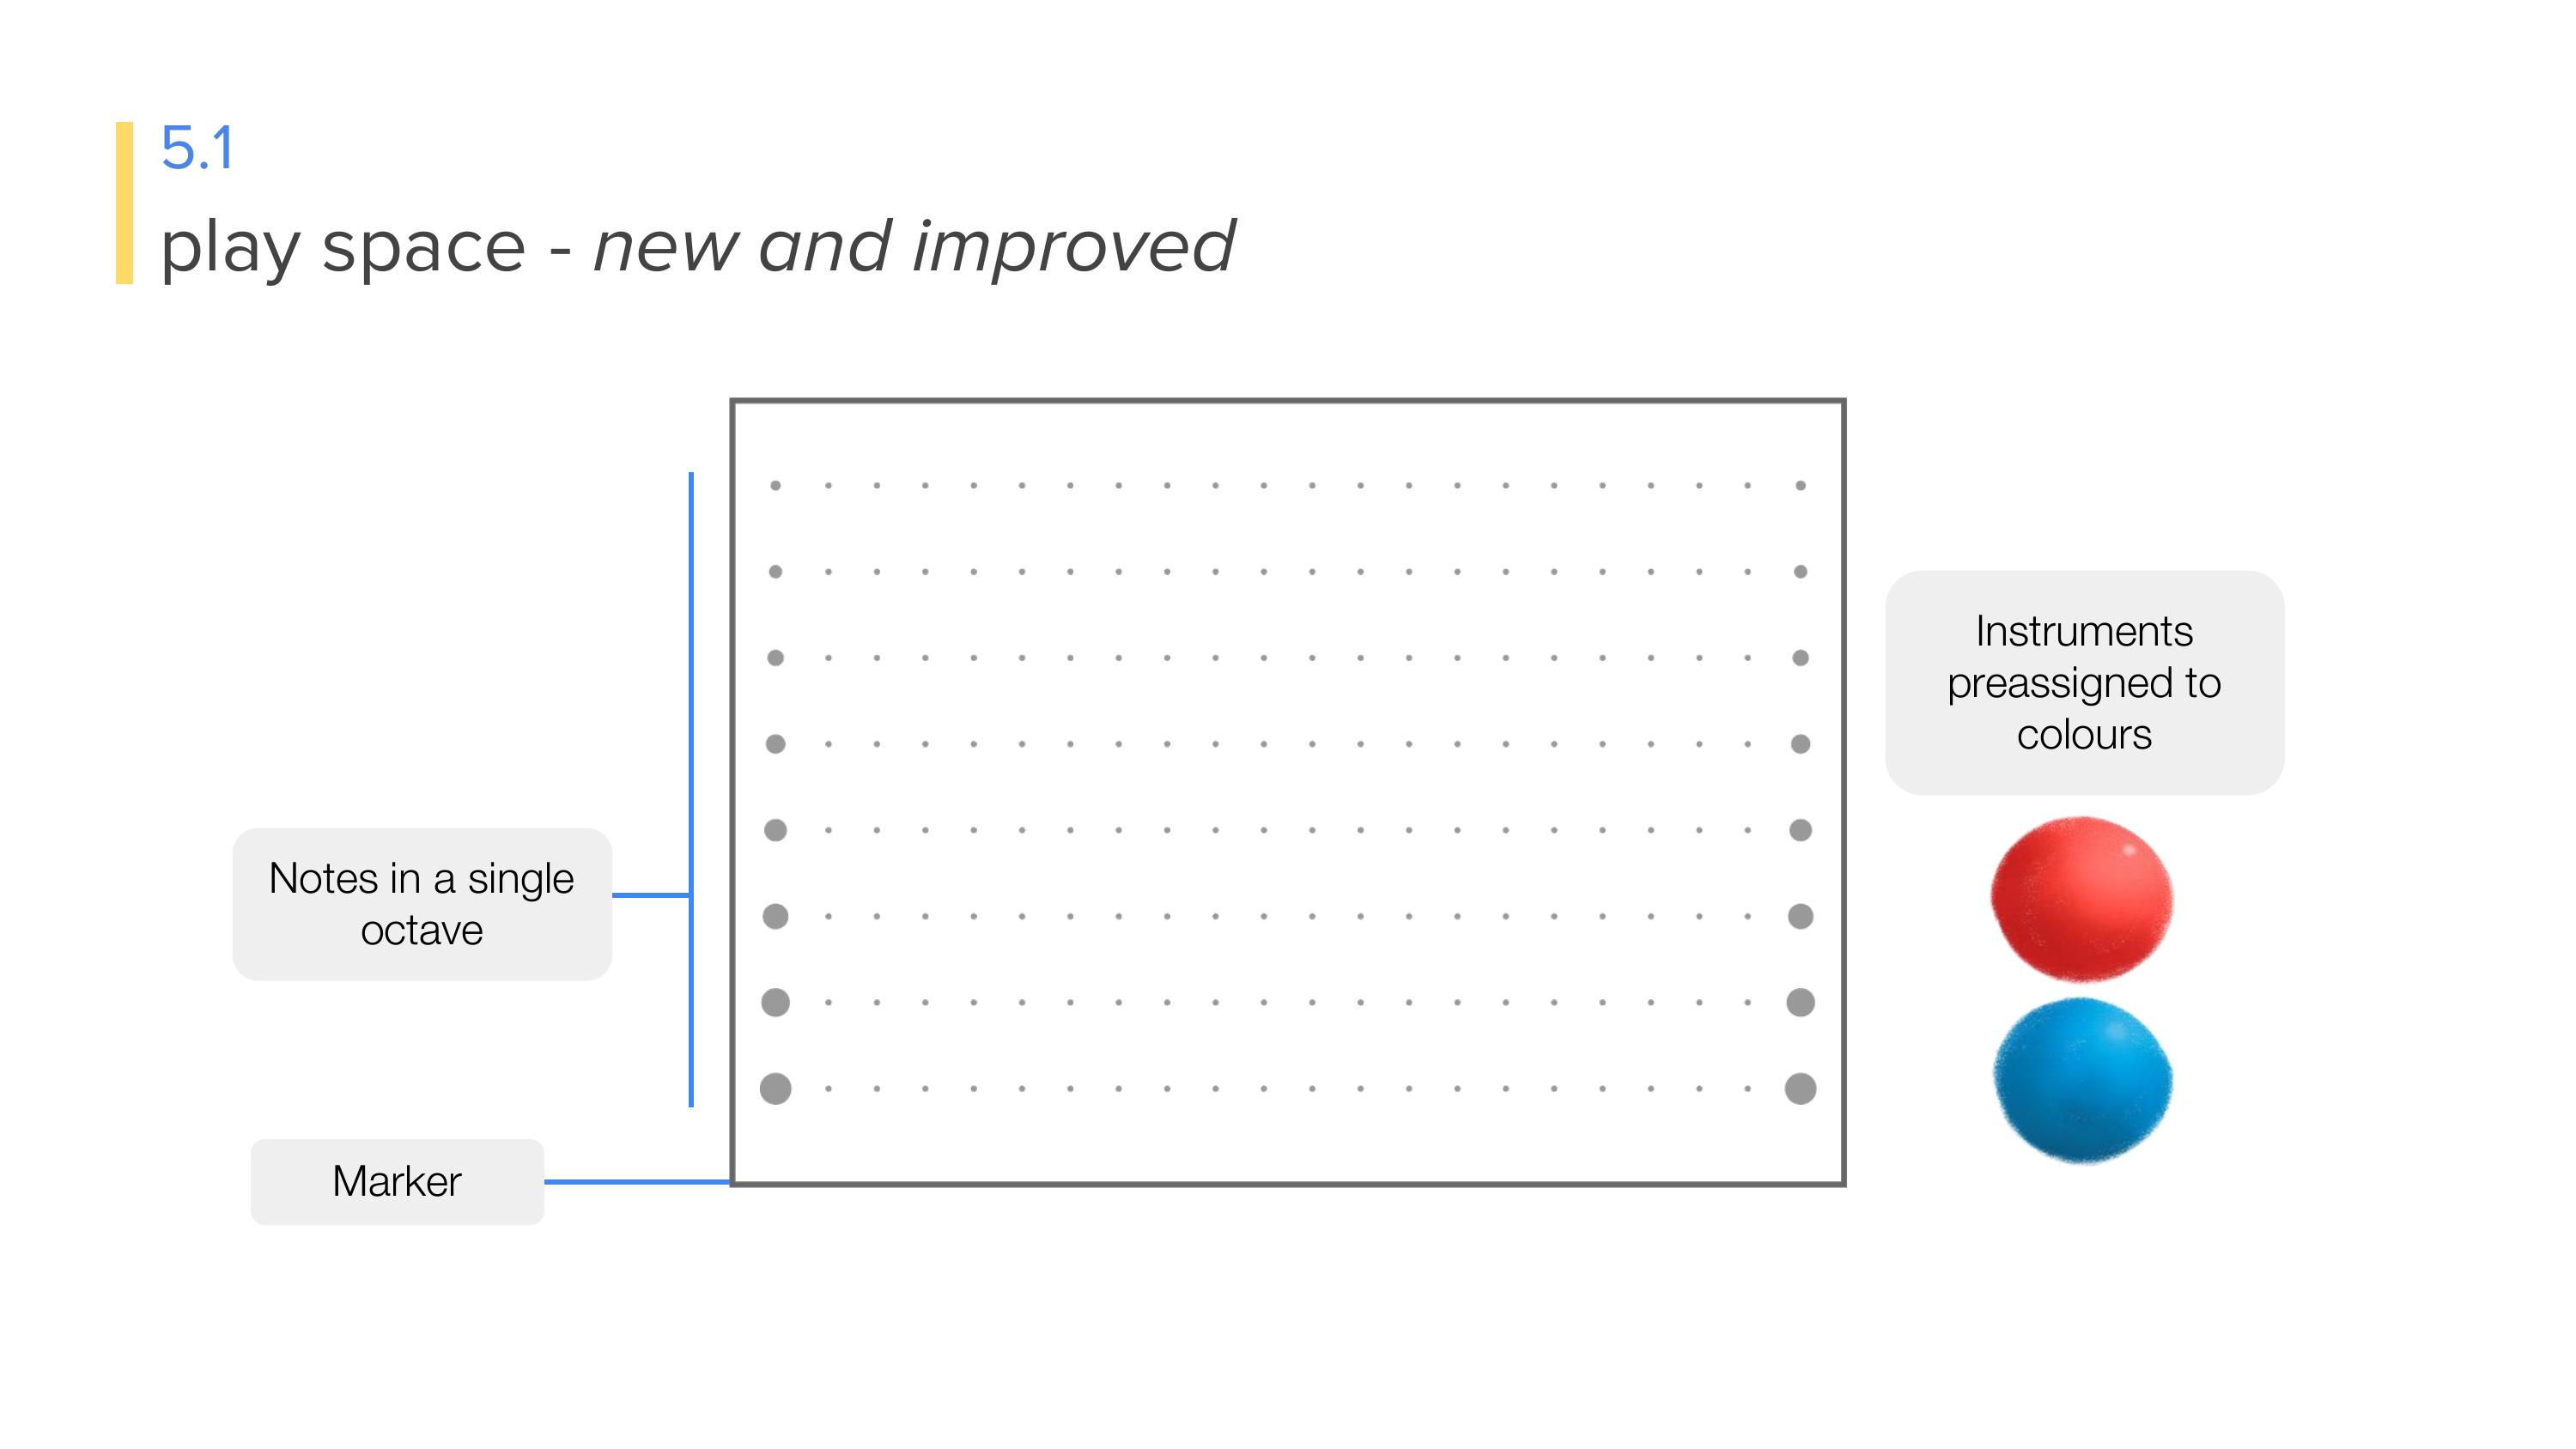 5.1
play space - new and improved
Notes in a single
octave
Marker
Instruments
preassigned to
colours